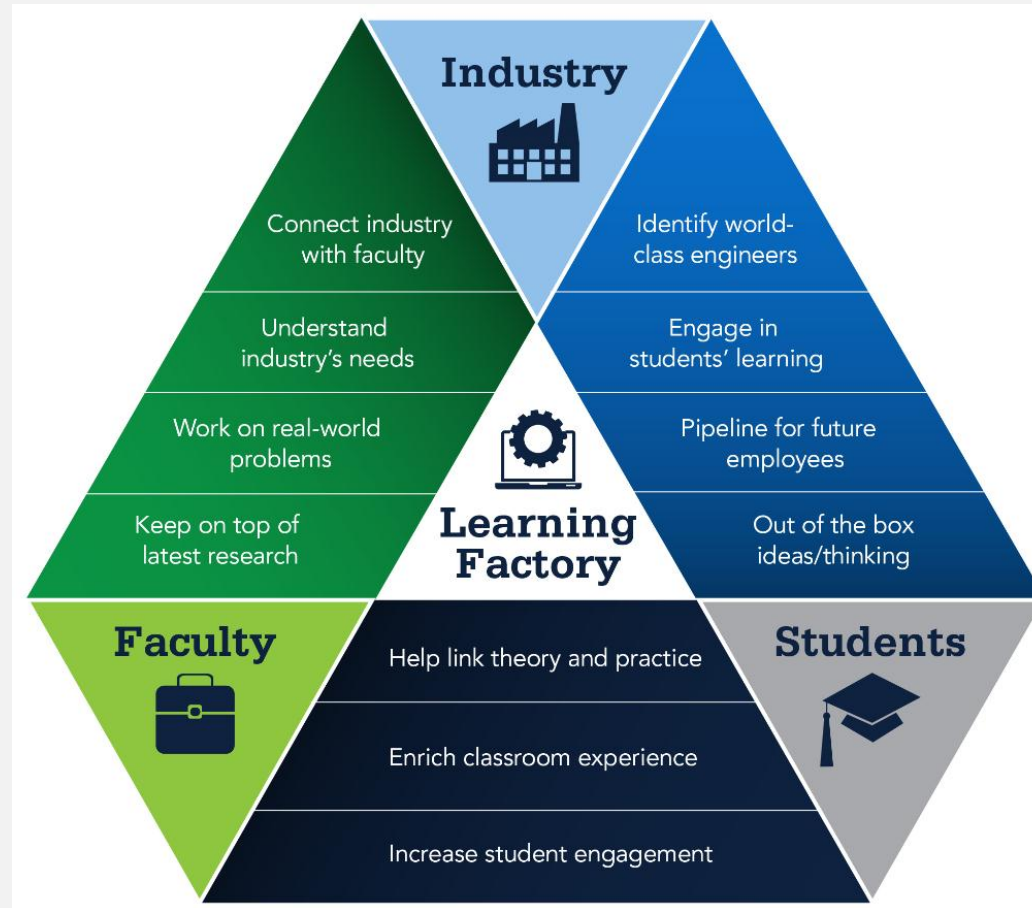 Industry
Connect industry
with faculty
Understand
industry’s needs
Work on real-world
problems
Keep on top of
latest research
Identify world-
class engineers
Engage in
students’ learning
Pipeline for future
employees
Out of the box
ideas/thinking
Learning
Factory
Faculty
Help link theory and practice
Enrich classroom experience
Increase student engagement
Students